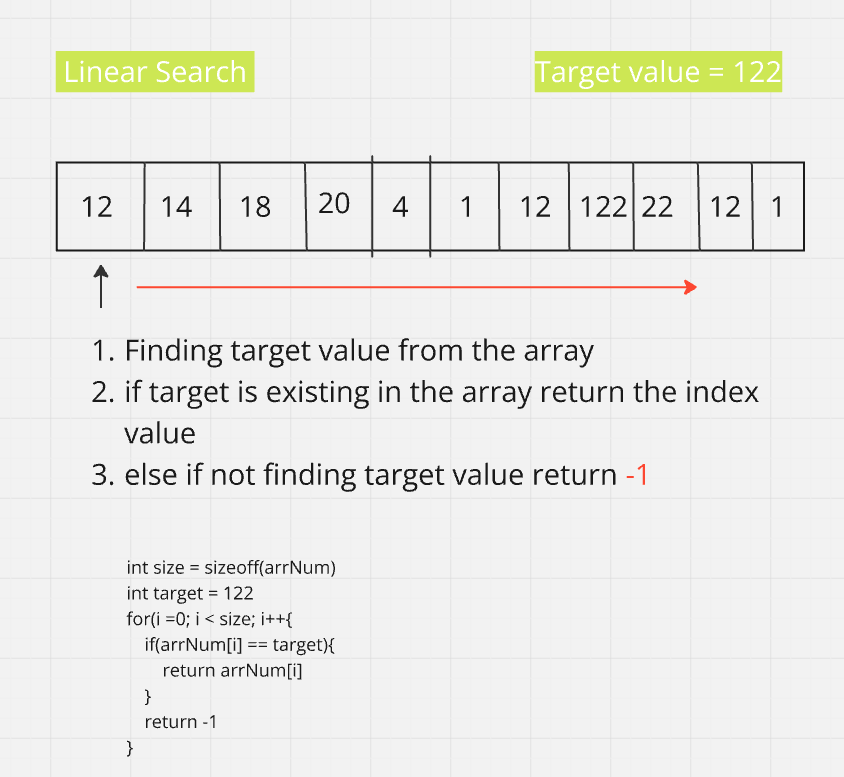 Linear Search
Target value = 122
12 14 18 20 4 1 12 122 22 12 1
1. Finding target value from the array
2. if target is existing in the array return the index
value
3. else if not finding target value return -1
int size = sizeoff(arrNum)
int target = 122
for(i =0; i < size; i++{
if(arrNum[i] == target){
return arrNum[i]
}
return -1
}